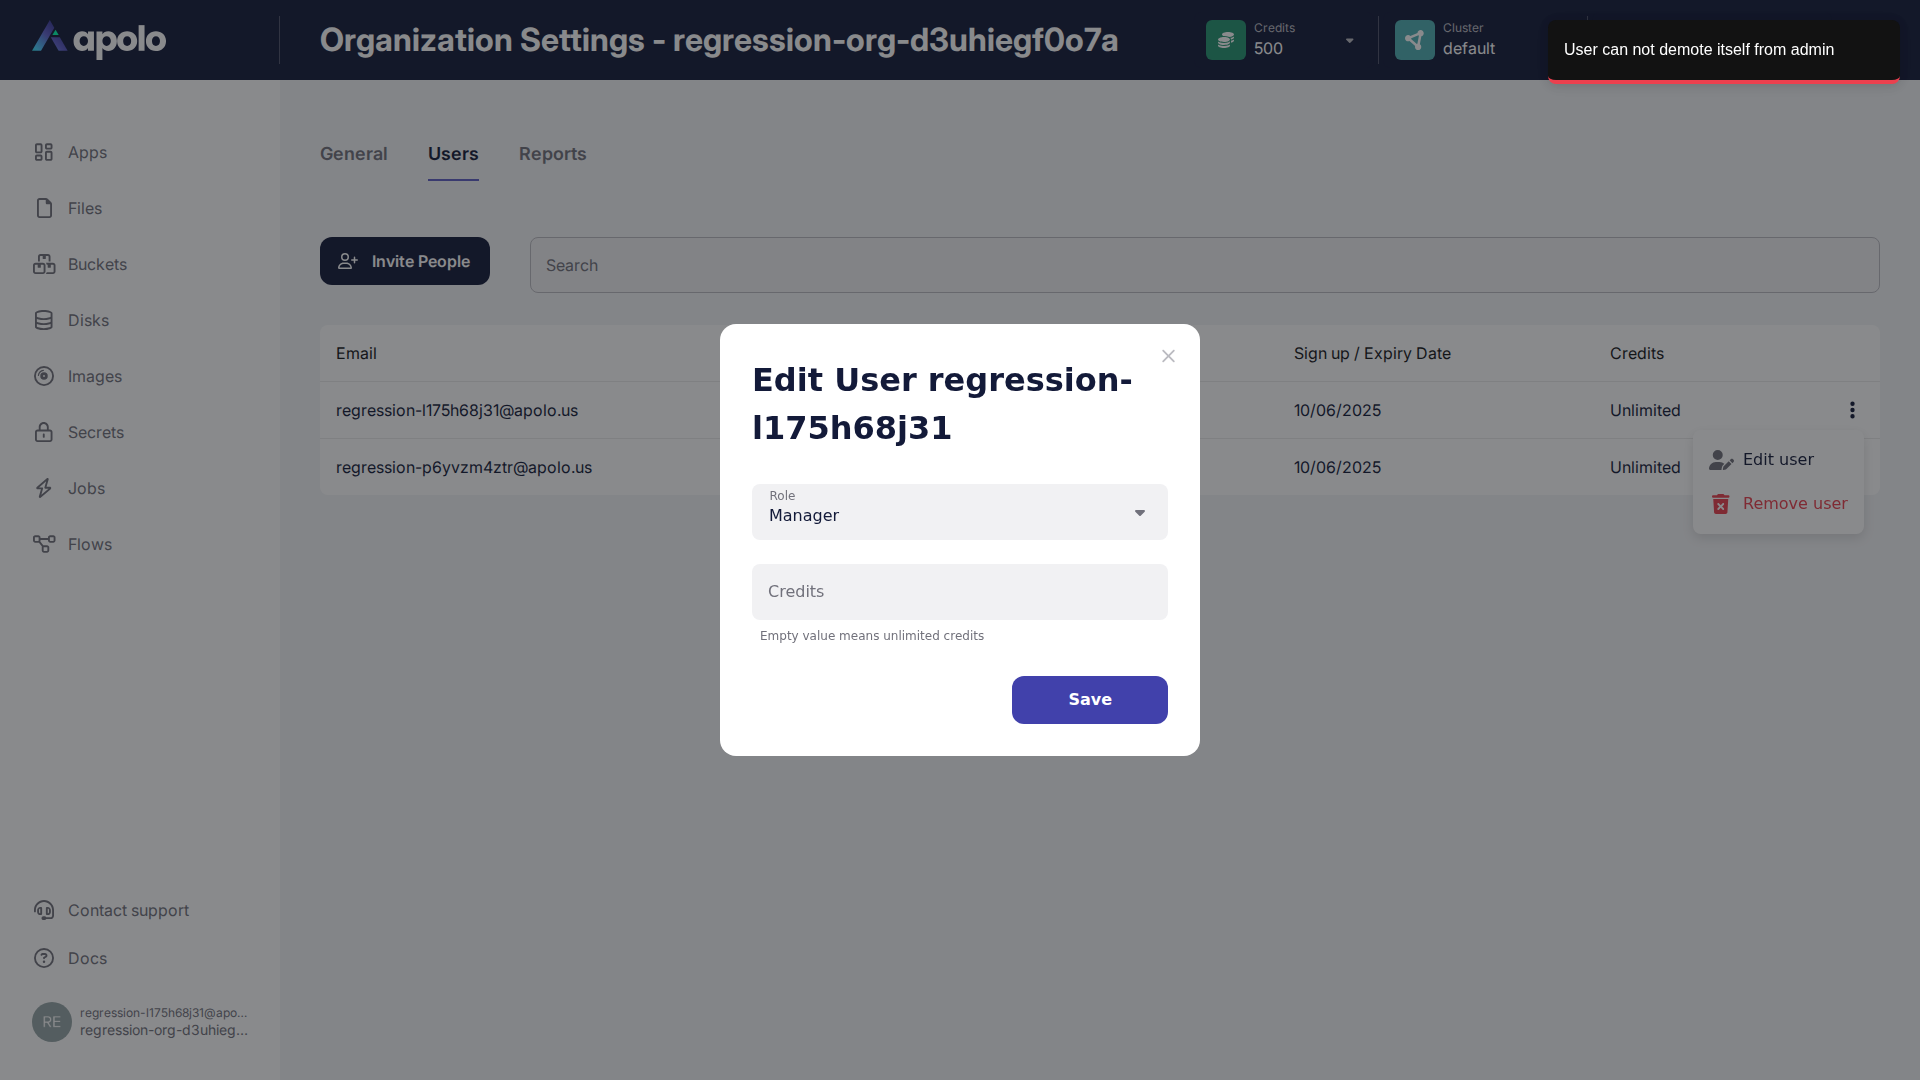 apolo
Organization Settings - regression-org-d3uhiegf0o7a
Credits
500
Cluster
default
User can not demote itself from admin
Apps
Files
Buckets
Disks
Images
Secrets
Jobs
Flows
Contact support
Docs
RE
regression-l175h68j31@apo...
regression-org-d3uhieg...
General
Users
Reports
Invite People
Search
Email
Sign up / Expiry Date
Credits
regression-l175h68j31@apolo.us
10/06/2025
Unlimited
regression-p6yvzm4ztr@apolo.us
10/06/2025
Unlimited
Edit user
Remove user
Edit User regression-
l175h68j31
Role
Manager
Credits
Empty value means unlimited credits
Save